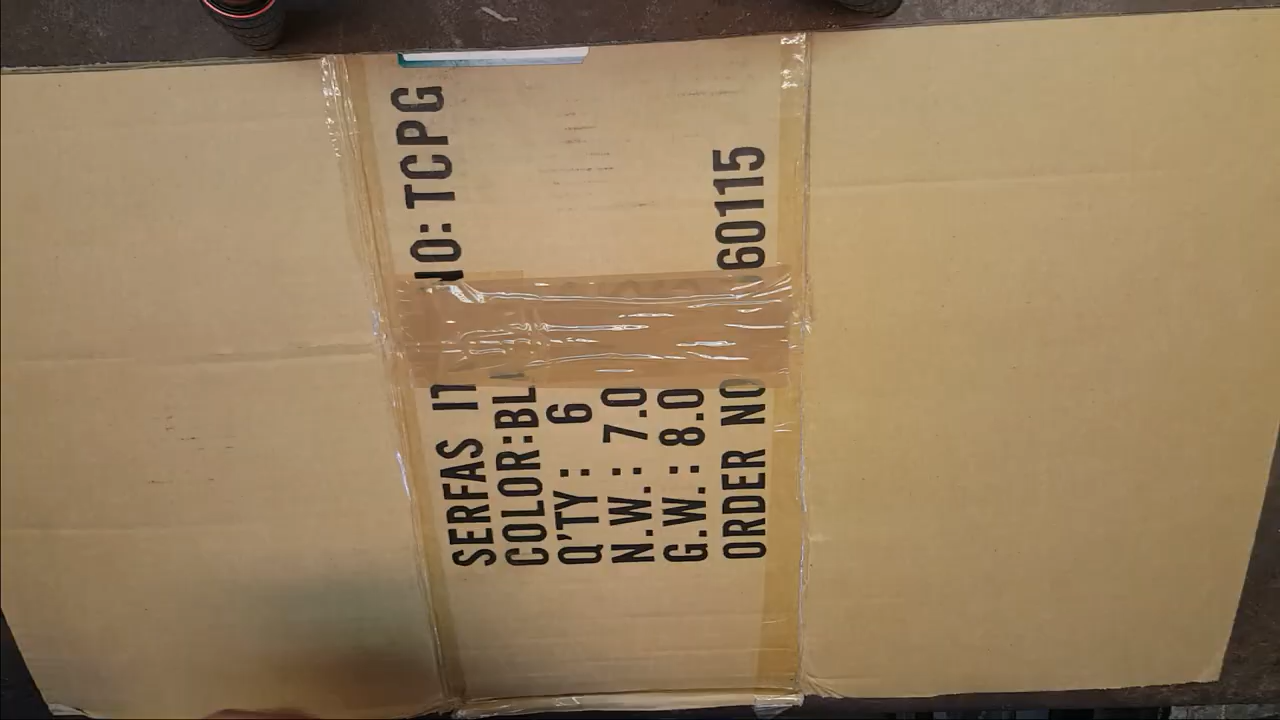 SERFAS IT NO: TCPG
COLOR:BL
Q'TY: 6
N.W.: 7.0
G.W.: 8.0
ORDER NO 60115